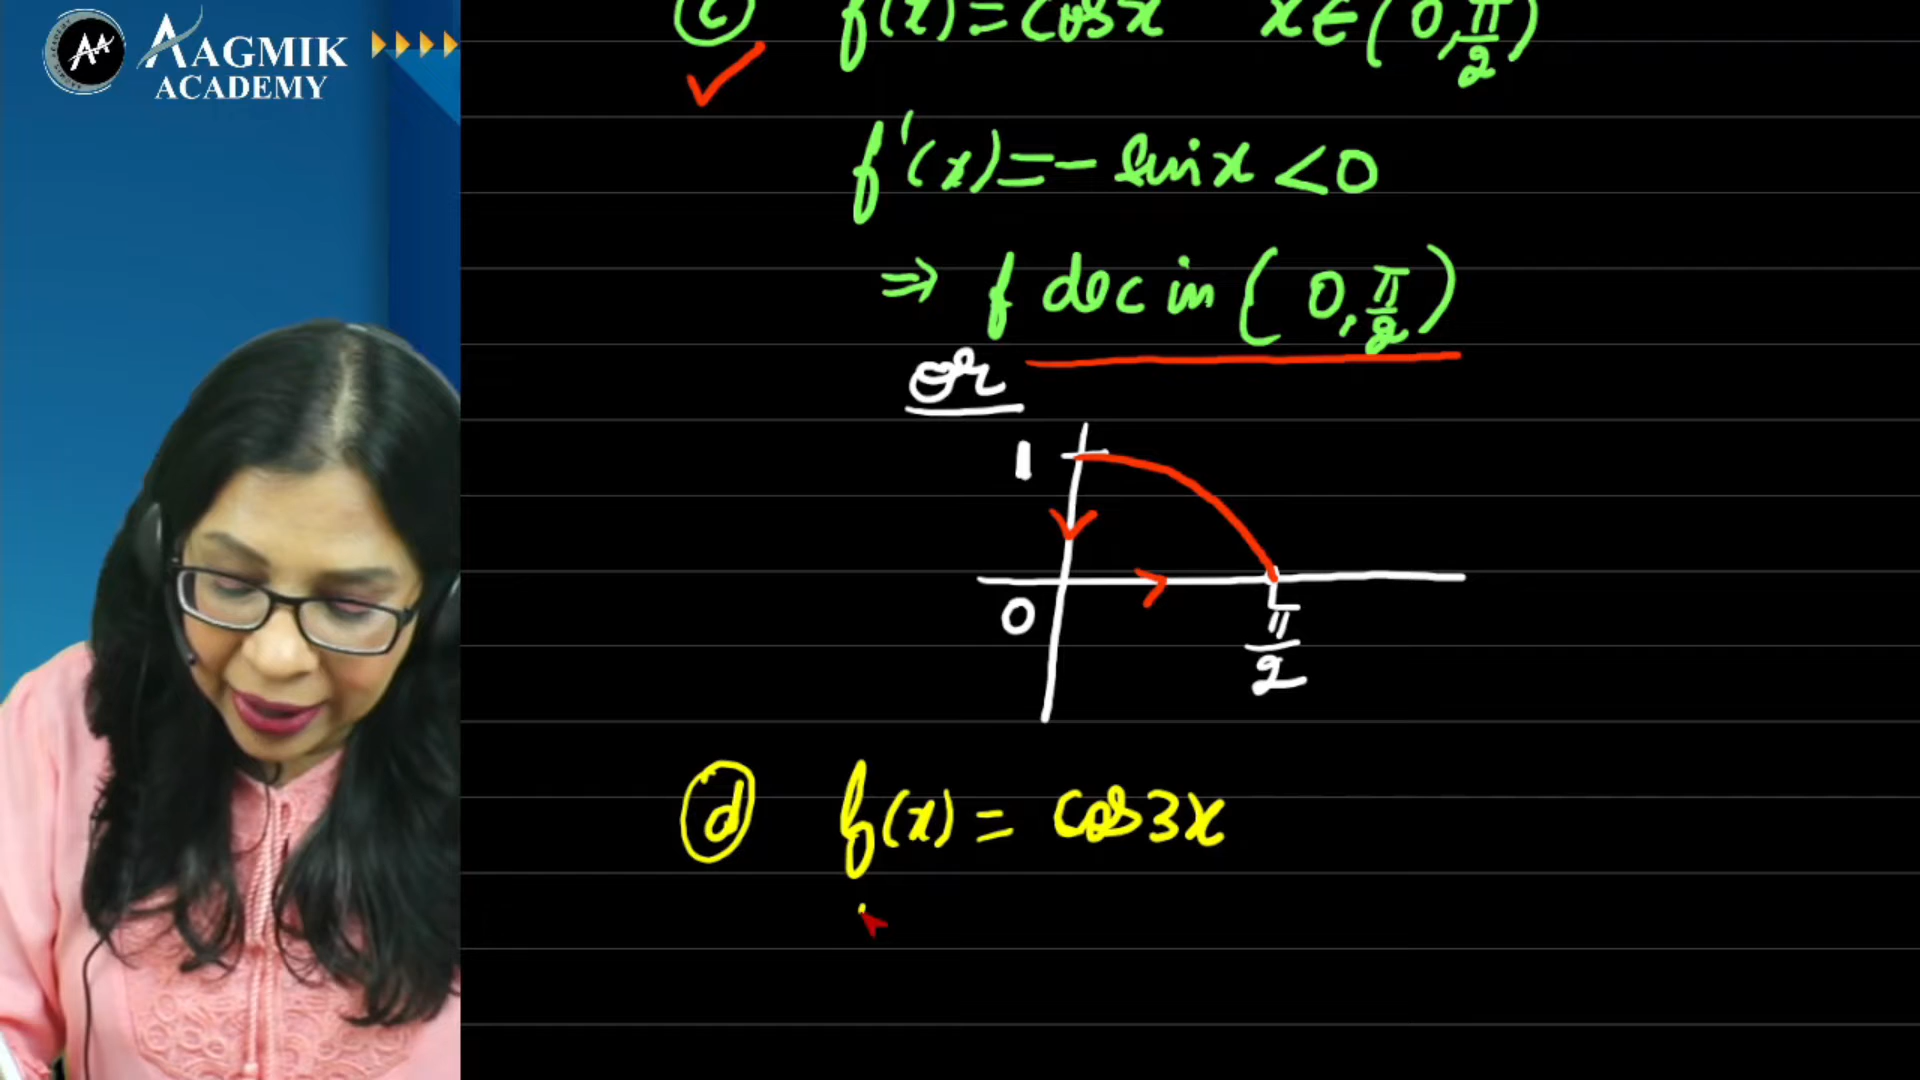 AAGMIK
ACADEMY
(c) f(x) = cos x x ∈ (0, π/2)
f'(x) = - sin x < 0
⇒ f dec in (0, π/2)
or
1
0
π/2
(d) f(x) = cos 3x